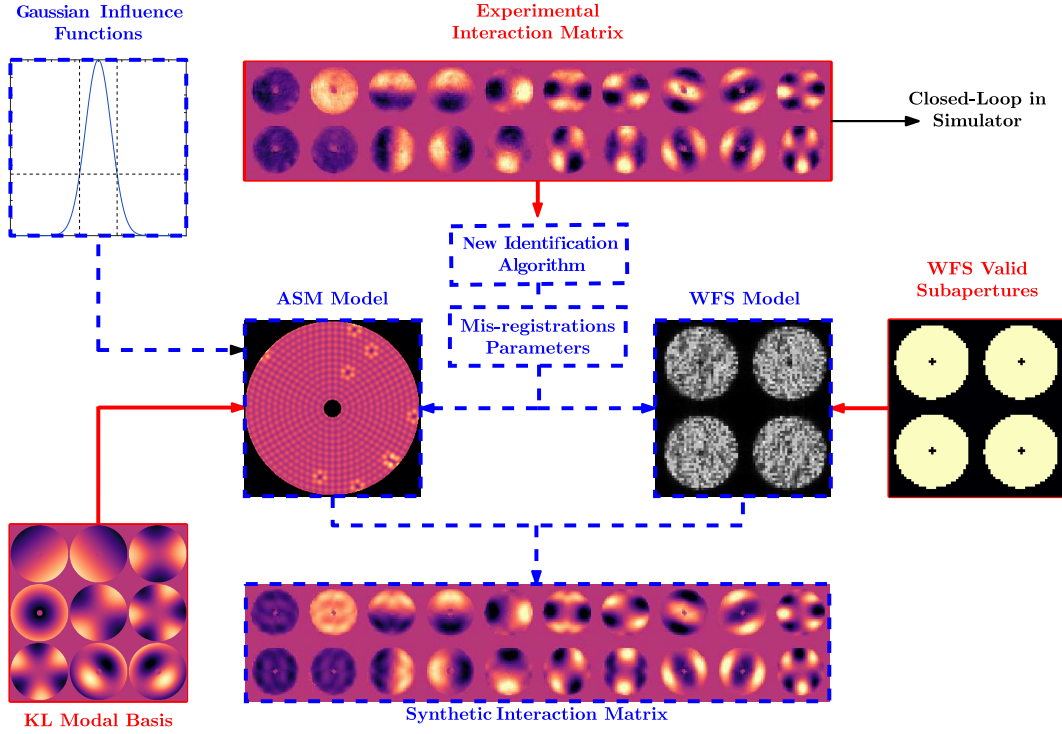 Gaussian Influence
Functions
Experimental
Interaction Matrix
Closed-Loop in
Simulator
New Identification
Algorithm
ASM Model
WFS Model
WFS Valid
Subapertures
Mis-registrations
Parameters
KL Modal Basis
Synthetic Interaction Matrix